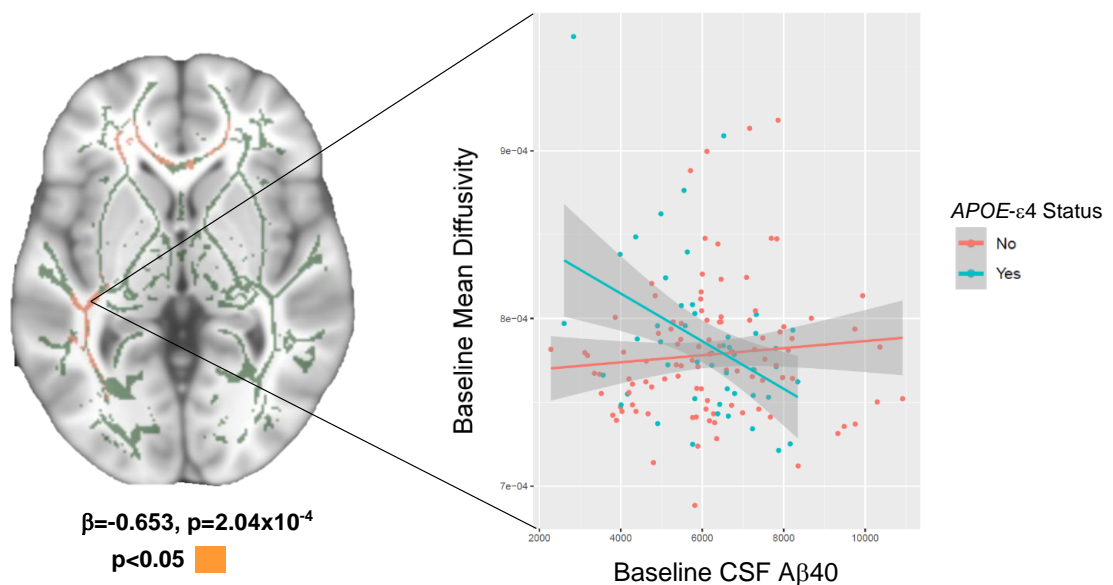 β=-0.653, p=2.04x10⁻⁴
p<0.05
Baseline Mean Diffusivity
9e−04
8e−04
7e−04
2000 4000 6000 8000 10000
Baseline CSF Aβ40
APOE-ε4 Status
No
Yes